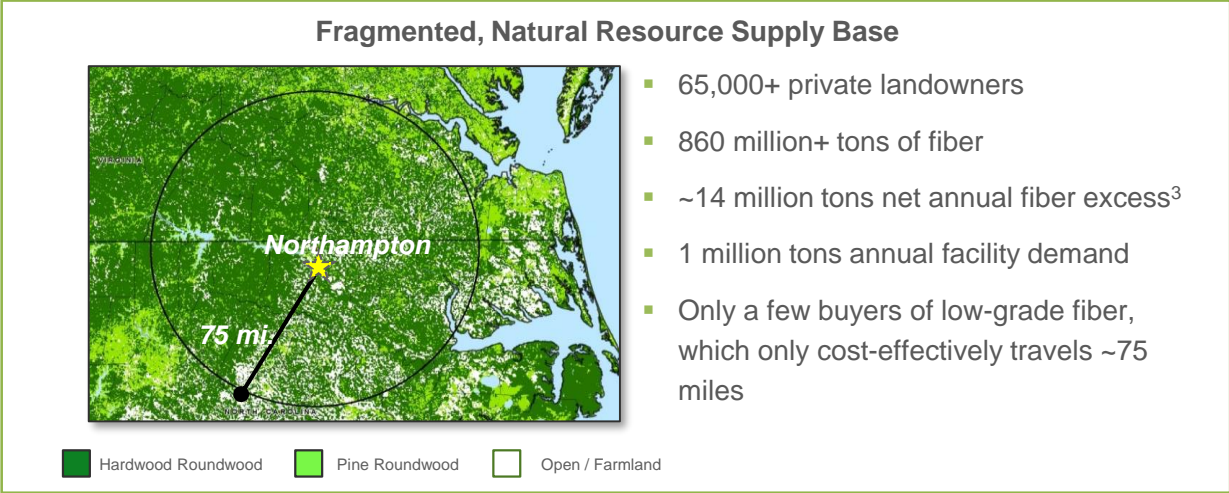 Fragmented, Natural Resource Supply Base
VIRGINIA
Northampton
75 mi.
NORTH CAROLINA
▪ 65,000+ private landowners
▪ 860 million+ tons of fiber
▪ ~14 million tons net annual fiber excess³
▪ 1 million tons annual facility demand
▪ Only a few buyers of low-grade fiber,
which only cost-effectively travels ~75
miles
Hardwood Roundwood
Pine Roundwood
Open / Farmland